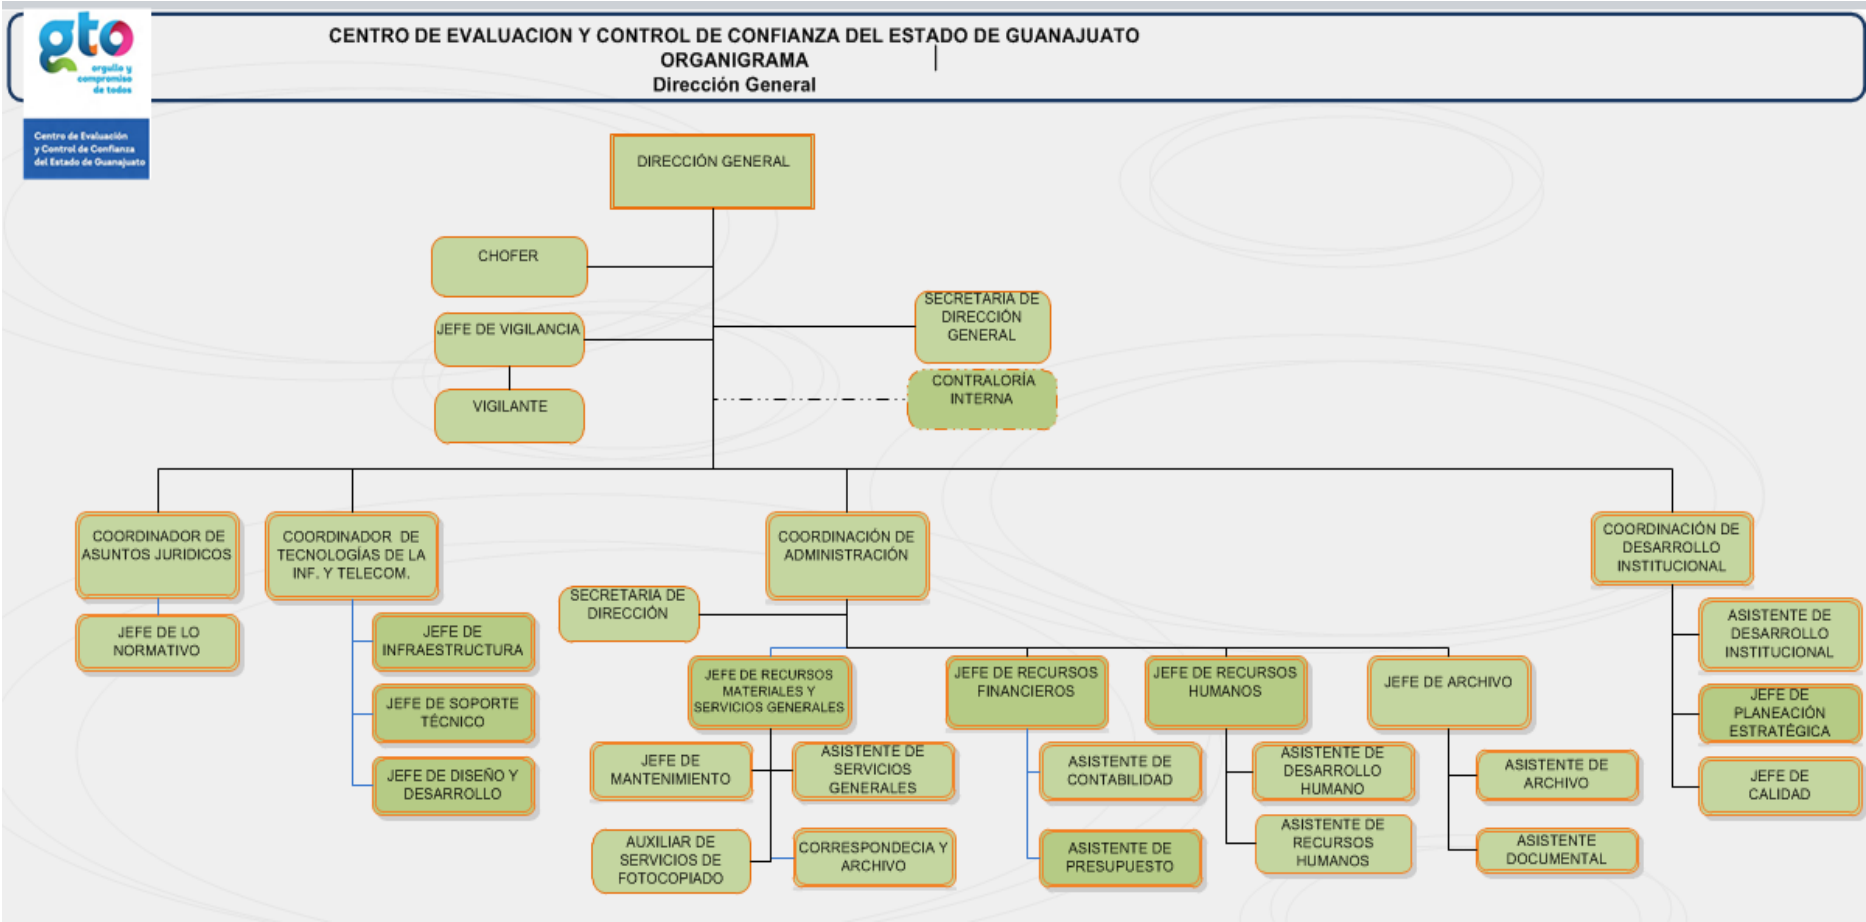 gto
orgullo y
compromiso
de todos
Centro de Evaluación
y Control de Confianza
del Estado de Guanajuato
CENTRO DE EVALUACION Y CONTROL DE CONFIANZA DEL ESTADO DE GUANAJUATO
ORGANIGRAMA
Dirección General
DIRECCIÓN GENERAL
CHOFER
SECRETARIA DE
DIRECCIÓN
GENERAL
JEFE DE VIGILANCIA
CONTRALORÍA
INTERNA
VIGILANTE
COORDINADOR DE
ASUNTOS JURIDICOS
COORDINADOR DE
TECNOLOGÍAS DE LA
INF. Y TELECOM.
COORDINACIÓN DE
ADMINISTRACIÓN
COORDINACIÓN DE
DESARROLLO
INSTITUCIONAL
JEFE DE LO
NORMATIVO
JEFE DE
INFRAESTRUCTURA
JEFE DE SOPORTE
TÉCNICO
JEFE DE DISEÑO Y
DESARROLLO
SECRETARIA DE
DIRECCIÓN
JEFE DE RECURSOS
MATERIALES Y
SERVICIOS GENERALES
JEFE DE RECURSOS
FINANCIEROS
JEFE DE RECURSOS
HUMANOS
JEFE DE ARCHIVO
JEFE DE
MANTENIMIENTO
ASISTENTE DE
SERVICIOS
GENERALES
AUXILIAR DE
SERVICIOS DE
FOTOCOPIADO
CORRESPONDECIA Y
ARCHIVO
ASISTENTE DE
CONTABILIDAD
ASISTENTE DE
PRESUPUESTO
ASISTENTE DE
DESARROLLO
HUMANO
ASISTENTE DE
RECURSOS
HUMANOS
ASISTENTE DE
ARCHIVO
ASISTENTE
DOCUMENTAL
ASISTENTE DE
DESARROLLO
INSTITUCIONAL
JEFE DE
PLANEACIÓN
ESTRATÉGICA
JEFE DE
CALIDAD